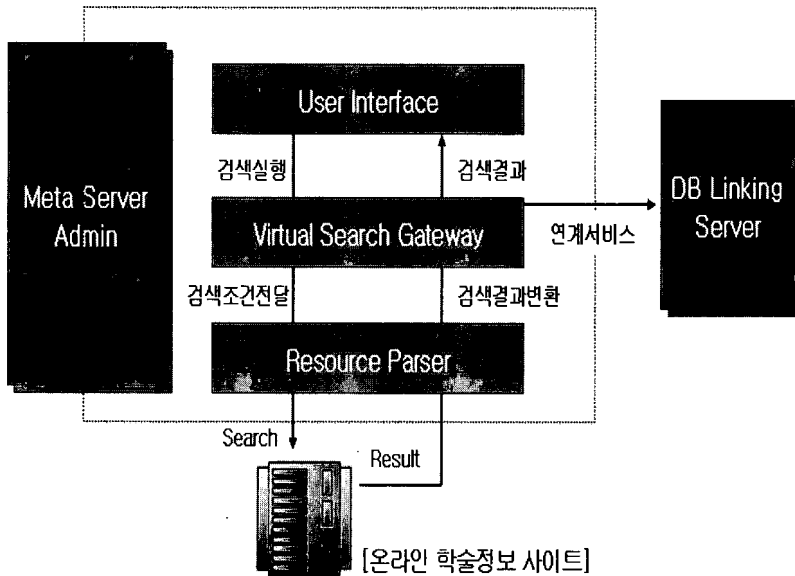 User Interface
검색실행
검색결과
Meta Server
Admin
Virtual Search Gateway
연계서비스
DB Linking
Server
검색조건전달
검색결과변환
Resource Parser
Search
Result
[온라인 학술정보 사이트]